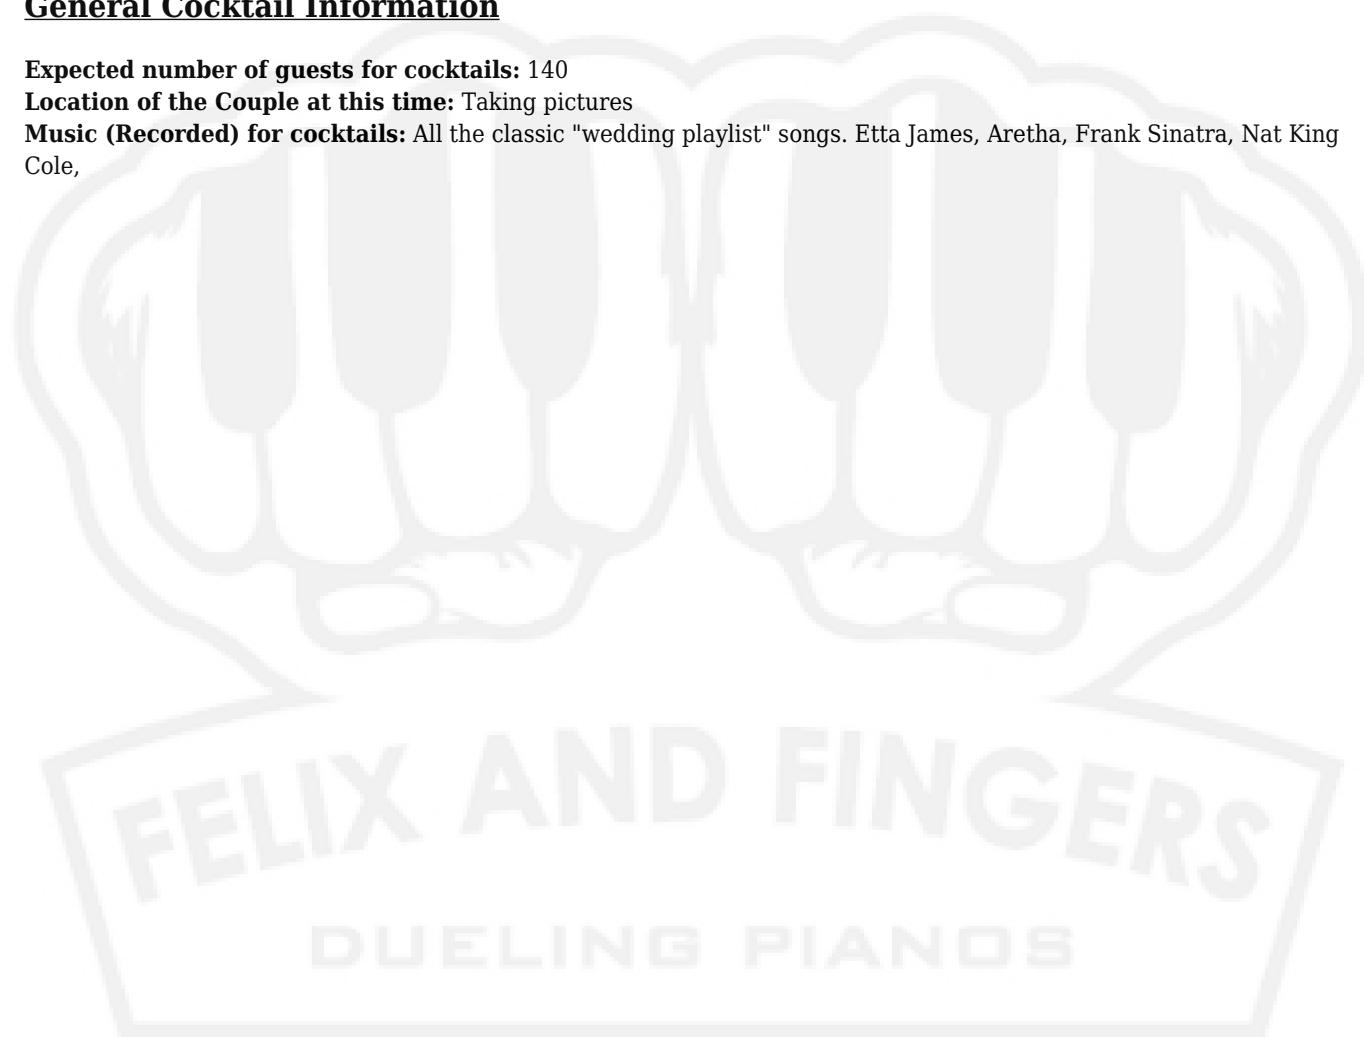 General Cocktail Information
Expected number of guests for cocktails: 140
Location of the Couple at this time: Taking pictures
Music (Recorded) for cocktails: All the classic "wedding playlist" songs. Etta James, Aretha, Frank Sinatra, Nat King
Cole,
FELIX AND FINGERS
DUELING PIANOS